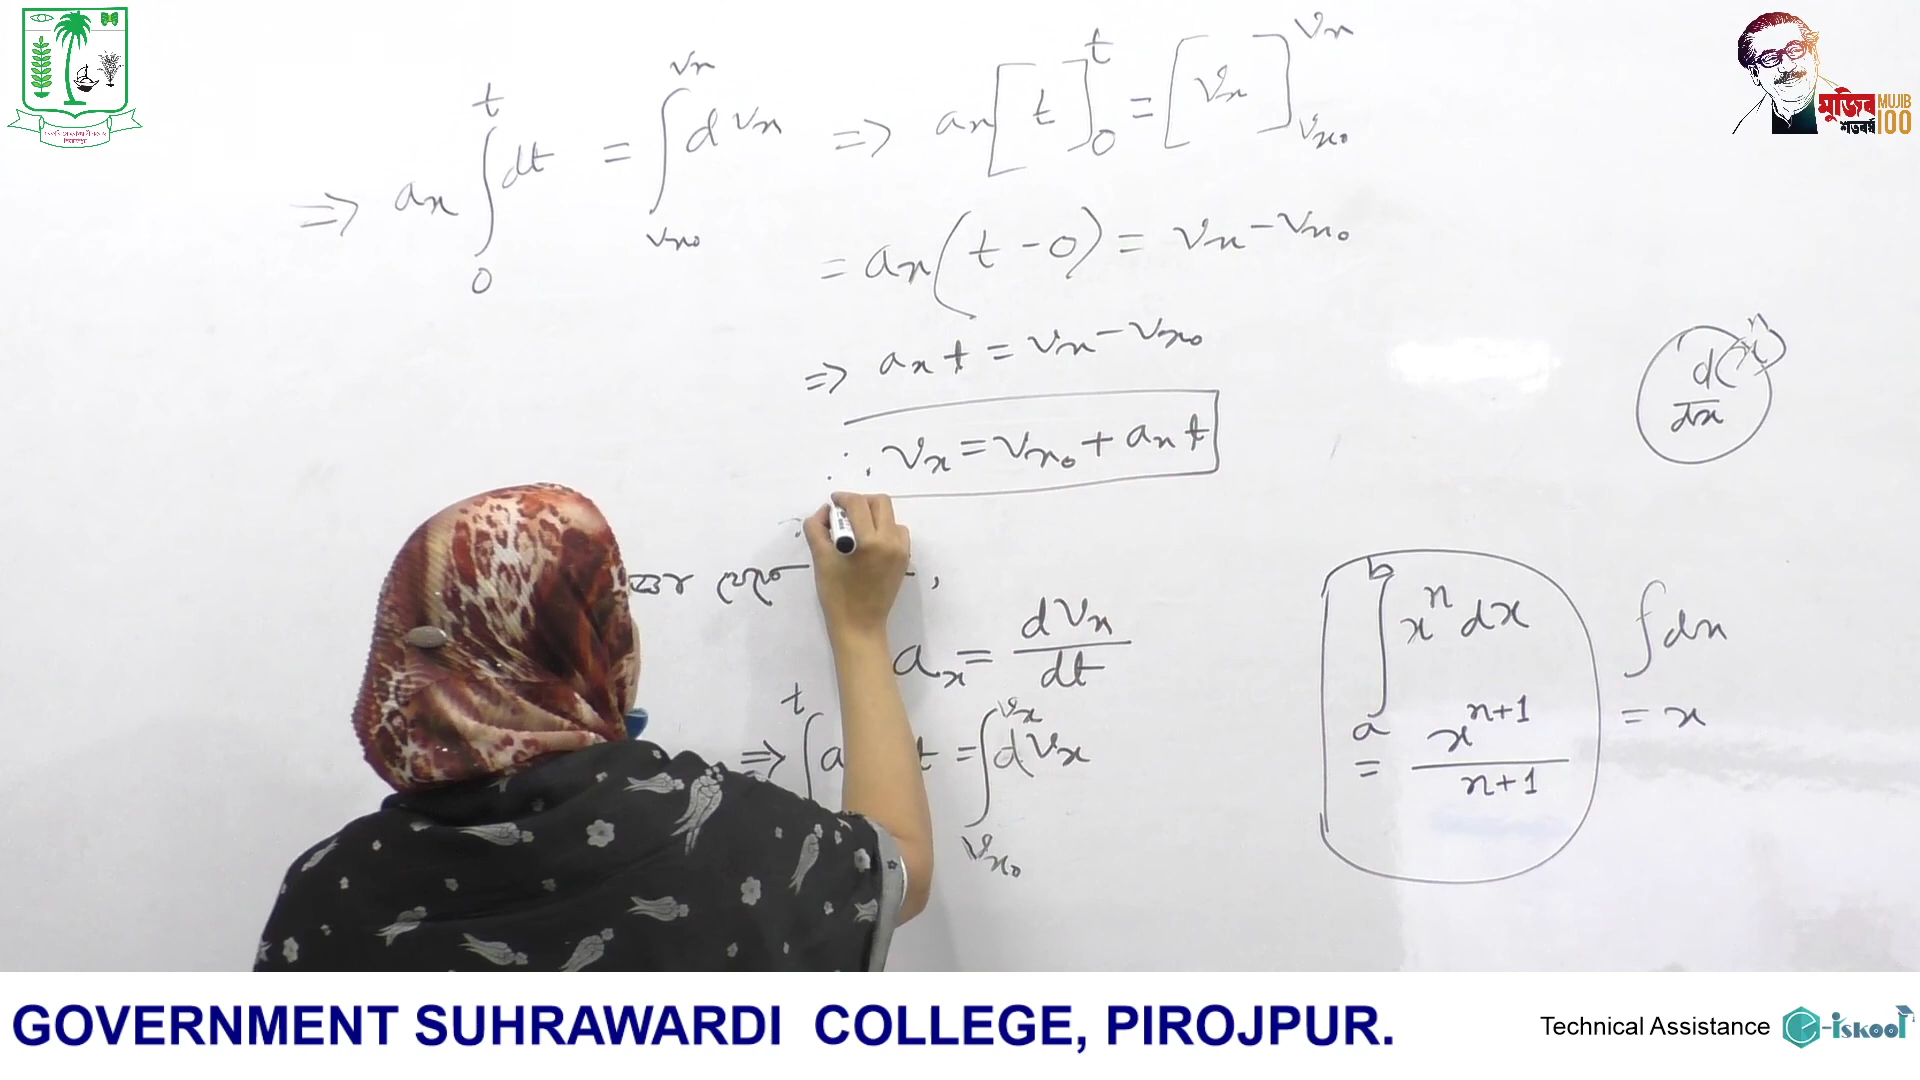 ⇒ aₓ ∫₀ᵗ dt = ∫_{vₓ₀}^{vₓ} dvₓ ⇒ aₓ[t]₀ᵗ = [vₓ]_{vₓ₀}^{vₓ}
= aₓ(t-0) = vₓ-vₓ₀
⇒ aₓt = vₓ-vₓ₀
∴ vₓ = vₓ₀ + aₓt
aₓ = dvₓ/dt
⇒ ∫ᵗ a t = ∫_{vₓ₀}^{vₓ} dvₓ
d/dx
∫ₐᵇ xⁿ dx
= xⁿ⁺¹/n+1
∫dx
= x
মুজিব
শতবর্ষ
MUJIB
100
GOVERNMENT SUHRAWARDI COLLEGE, PIROJPUR.
Technical Assistance e-iskool